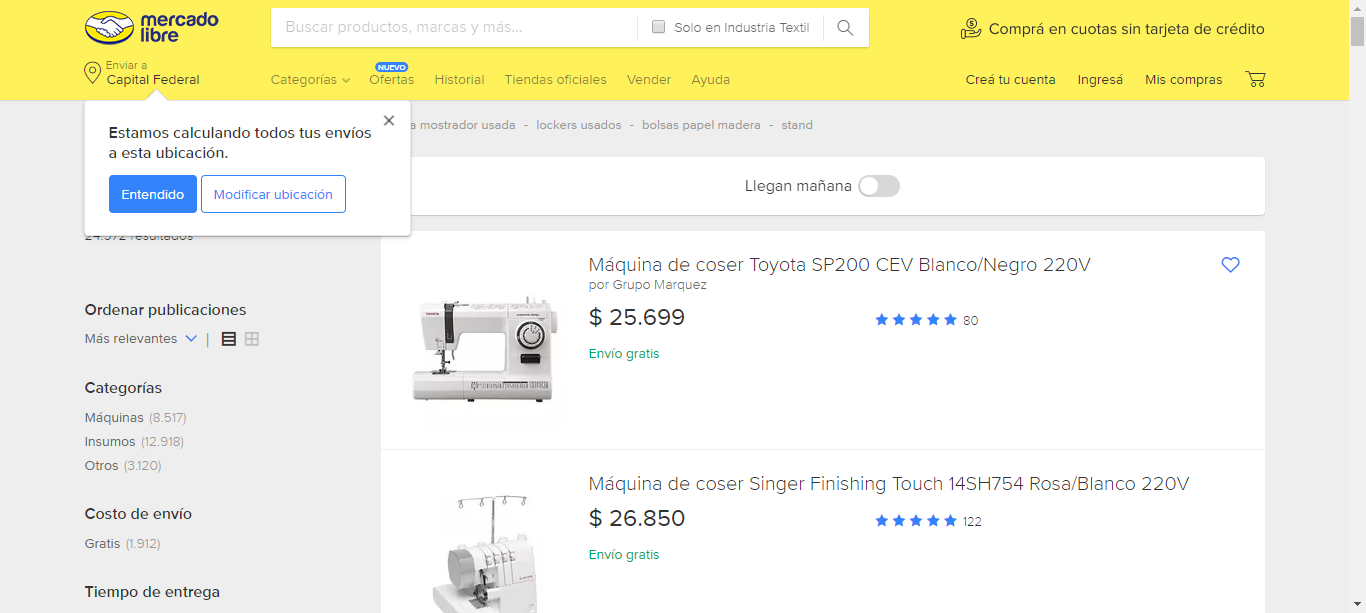 mercado
libre
Buscar productos, marcas y más...
Solo en Industria Textil
Comprá en cuotas sin tarjeta de crédito
Enviar a
Capital Federal
Categorías
NUEVO
Ofertas
Historial
Tiendas oficiales
Vender
Ayuda
Creá tu cuenta
Ingresá
Mis compras
Estamos calculando todos tus envíos
a esta ubicación.
Entendido
Modificar ubicación
mostrador usada - lockers usados - bolsas papel madera - stand
Llegan mañana
24.972 resultados
Ordenar publicaciones
Más relevantes |
Categorías
Máquinas (8.517)
Insumos (12.918)
Otros (3.120)
Costo de envío
Gratis (1.912)
Tiempo de entrega
Máquina de coser Toyota SP200 CEV Blanco/Negro 220V
por Grupo Marquez
$ 25.699
80
Envío gratis
Máquina de coser Singer Finishing Touch 14SH754 Rosa/Blanco 220V
$ 26.850
122
Envío gratis